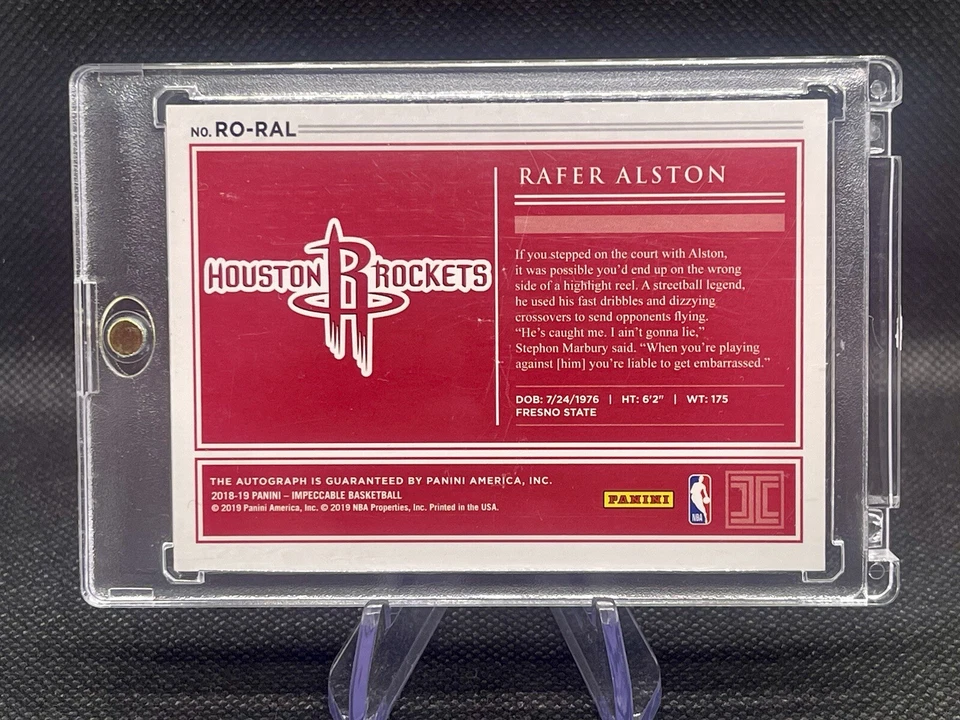 NO. RO-RAL
HOUSTON R ROCKETS
RAFER ALSTON
If you stepped on the court with Alston,
it was possible you'd end up on the wrong
side of a highlight reel. A streetball legend,
he used his fast dribbles and dizzying
crossovers to send opponents flying.
“He's caught me. I ain't gonna lie,”
Stephon Marbury said. “When you're playing
against [him] you're liable to get embarrassed.”
DOB: 7/24/1976 | HT: 6'2" | WT: 175
FRESNO STATE
THE AUTOGRAPH IS GUARANTEED BY PANINI AMERICA, INC.
2018-19 PANINI – IMPECCABLE BASKETBALL
© 2019 Panini America, Inc. © 2019 NBA Properties, Inc. Printed in the USA.
PANINI
NBA